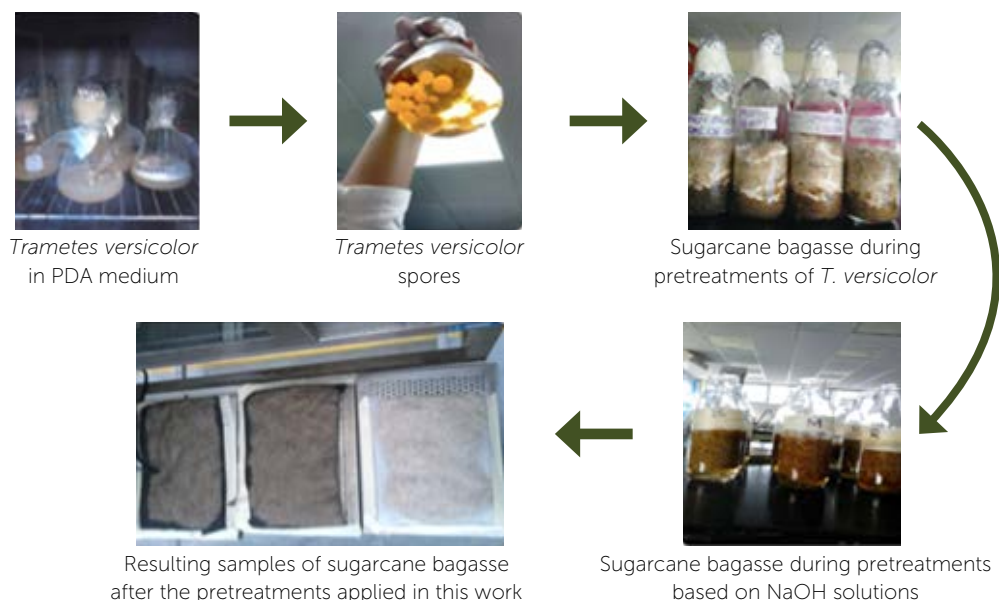 Trametes versicolor
in PDA medium
Trametes versicolor
spores
Sugarcane bagasse during
pretreatments of T. versicolor
Sugarcane bagasse during pretreatments
based on NaOH solutions
Resulting samples of sugarcane bagasse
after the pretreatments applied in this work